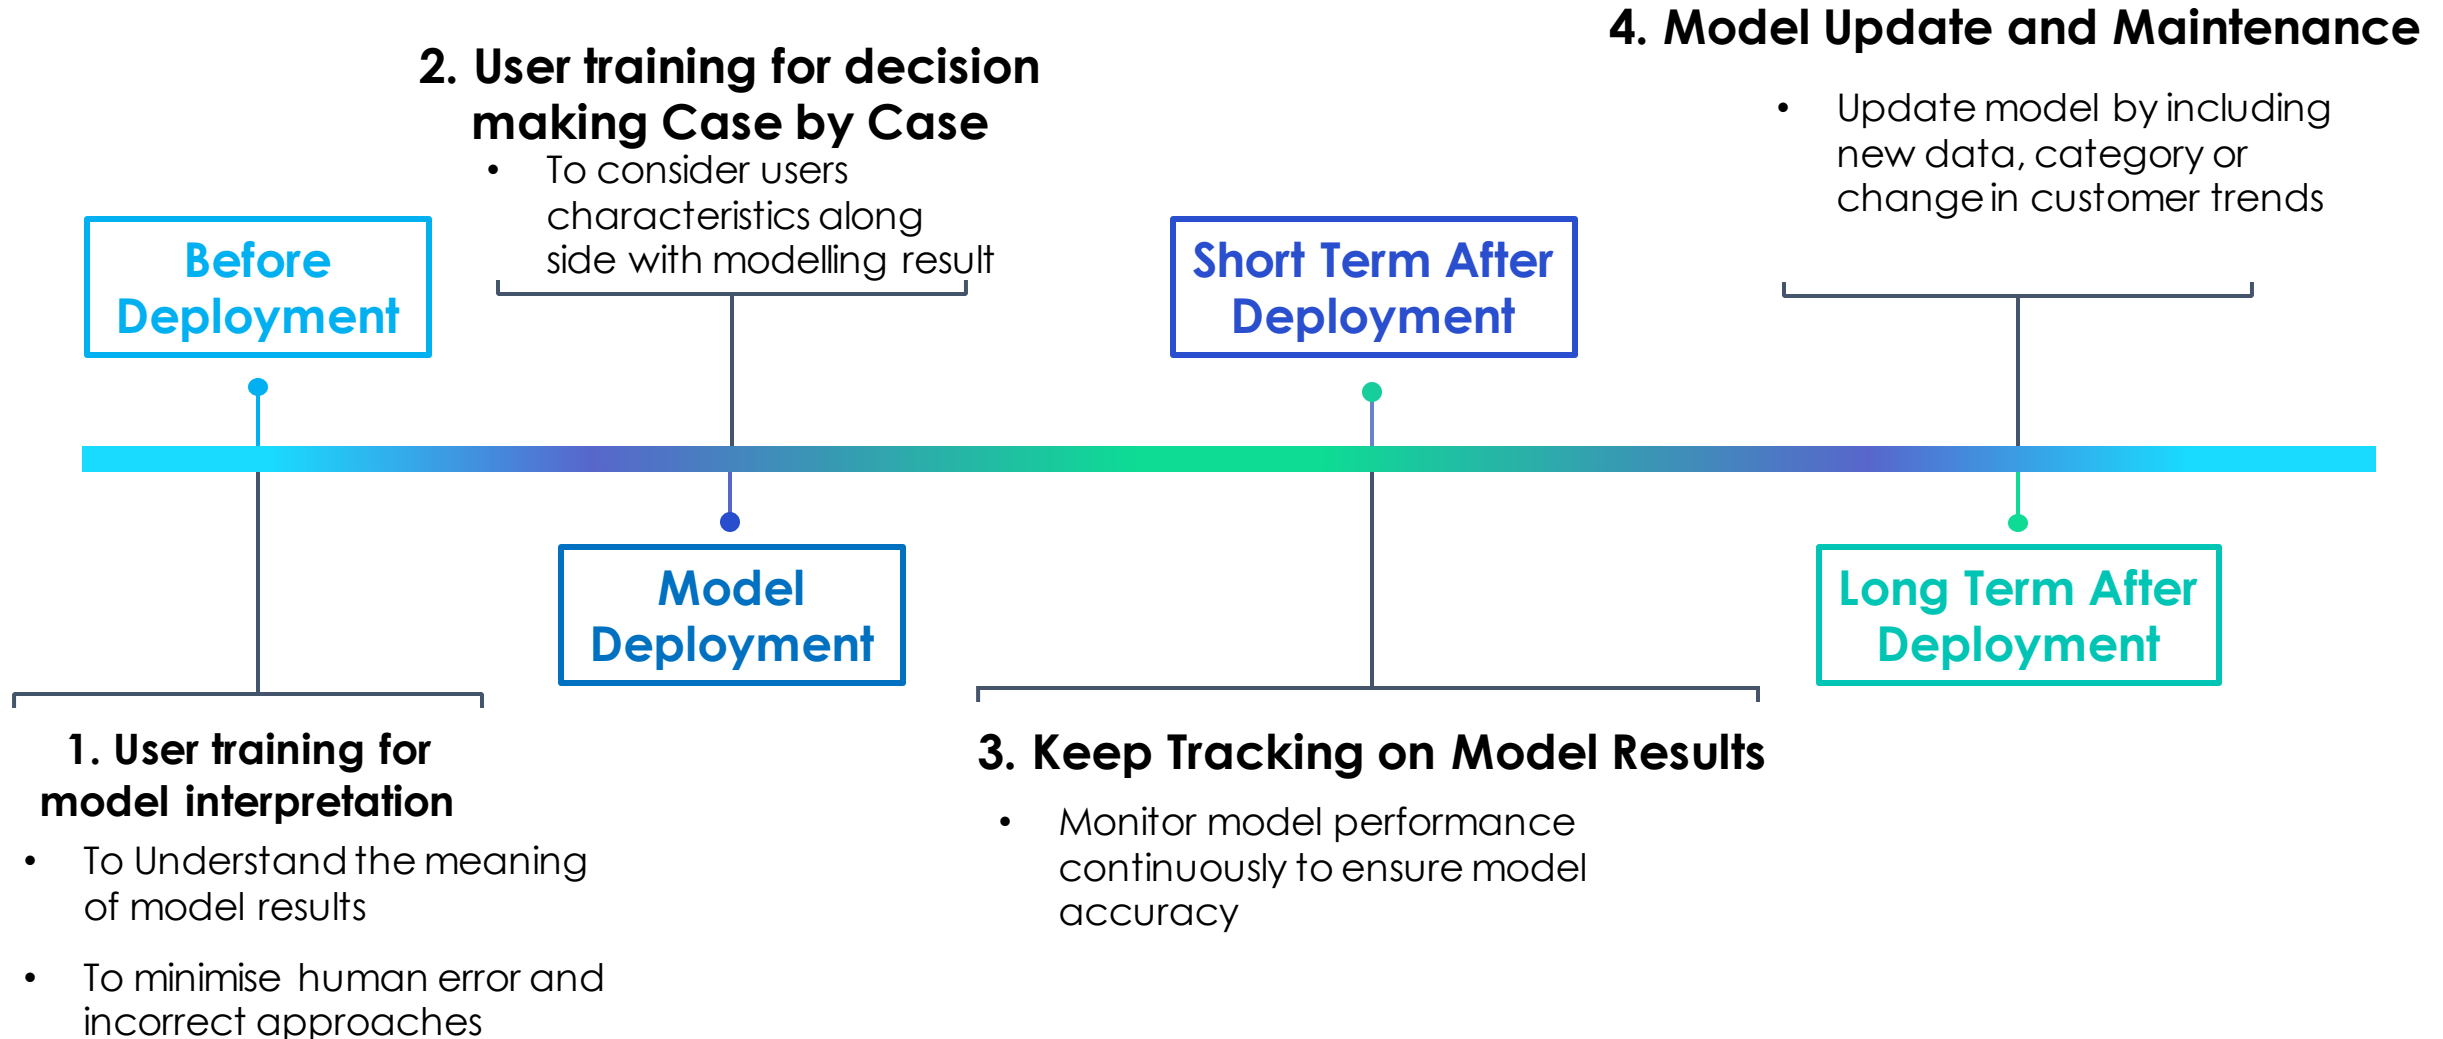 4. Model Update and Maintenance
2. User training for decision
making Case by Case
• Update model by including
new data, category or
change in customer trends
• To consider users
characteristics along
side with modelling result
Before
Deployment
Short Term After
Deployment
Model
Deployment
Long Term After
Deployment
1. User training for
model interpretation
• To Understand the meaning
of model results
• To minimise human error and
incorrect approaches
3. Keep Tracking on Model Results
• Monitor model performance
continuously to ensure model
accuracy